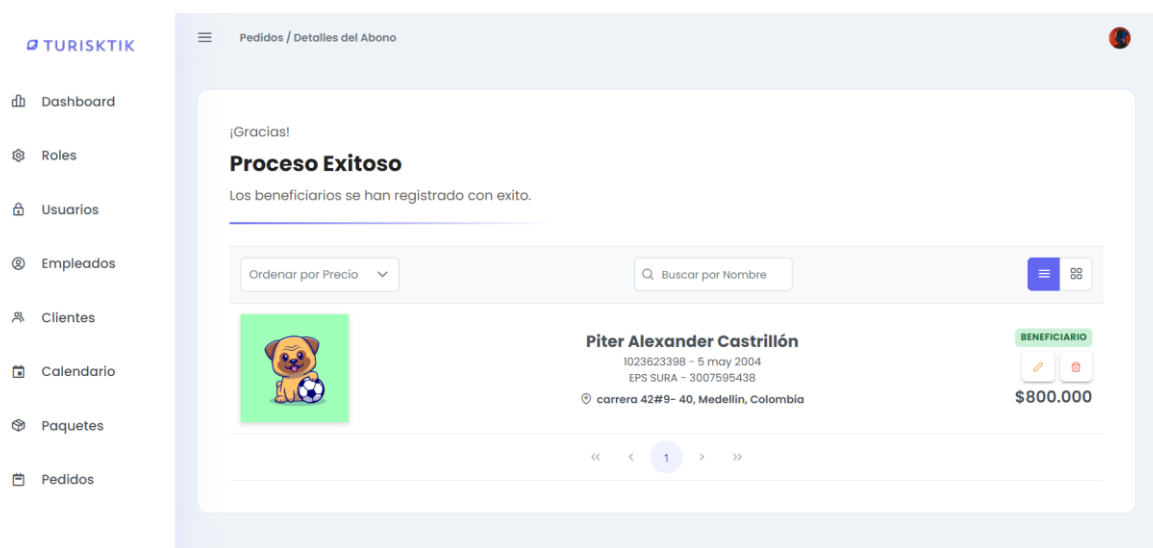 TURISKTIK
Pedidos / Detalles del Abono
Dashboard
Roles
Usuarios
Empleados
Clientes
Calendario
Paquetes
Pedidos
¡Gracias!
Proceso Exitoso
Los beneficiarios se han registrado con exito.
Ordenar por Precio
Buscar por Nombre
Piter Alexander Castrillón
1023623398 - 5 may 2004
EPS SURA - 3007595438
carrera 42#9- 40, Medellín, Colombia
BENEFICIARIO
$800.000
1